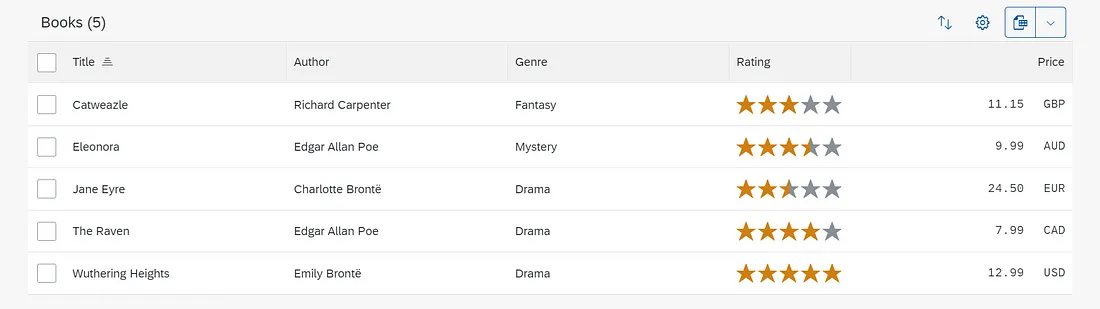 Books (5)
Title Author Genre Rating Price
Catweazle Richard Carpenter Fantasy 11.15 GBP
Eleonora Edgar Allan Poe Mystery 9.99 AUD
Jane Eyre Charlotte Brontë Drama 24.50 EUR
The Raven Edgar Allan Poe Drama 7.99 CAD
Wuthering Heights Emily Brontë Drama 12.99 USD